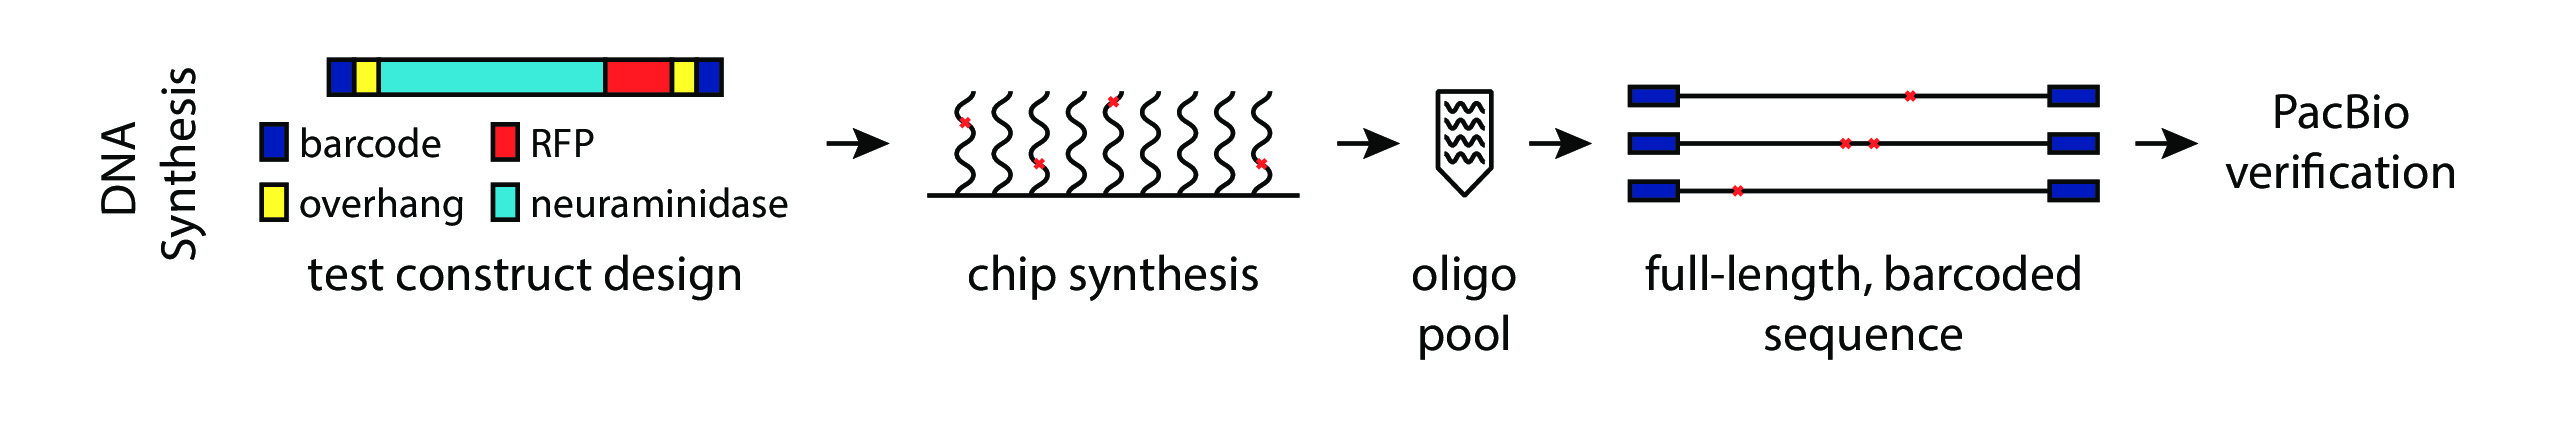 DNA
Synthesis
barcode
RFP
overhang
neuraminidase
test construct design
chip synthesis
oligo
pool
full-length, barcoded
sequence
PacBio
verification